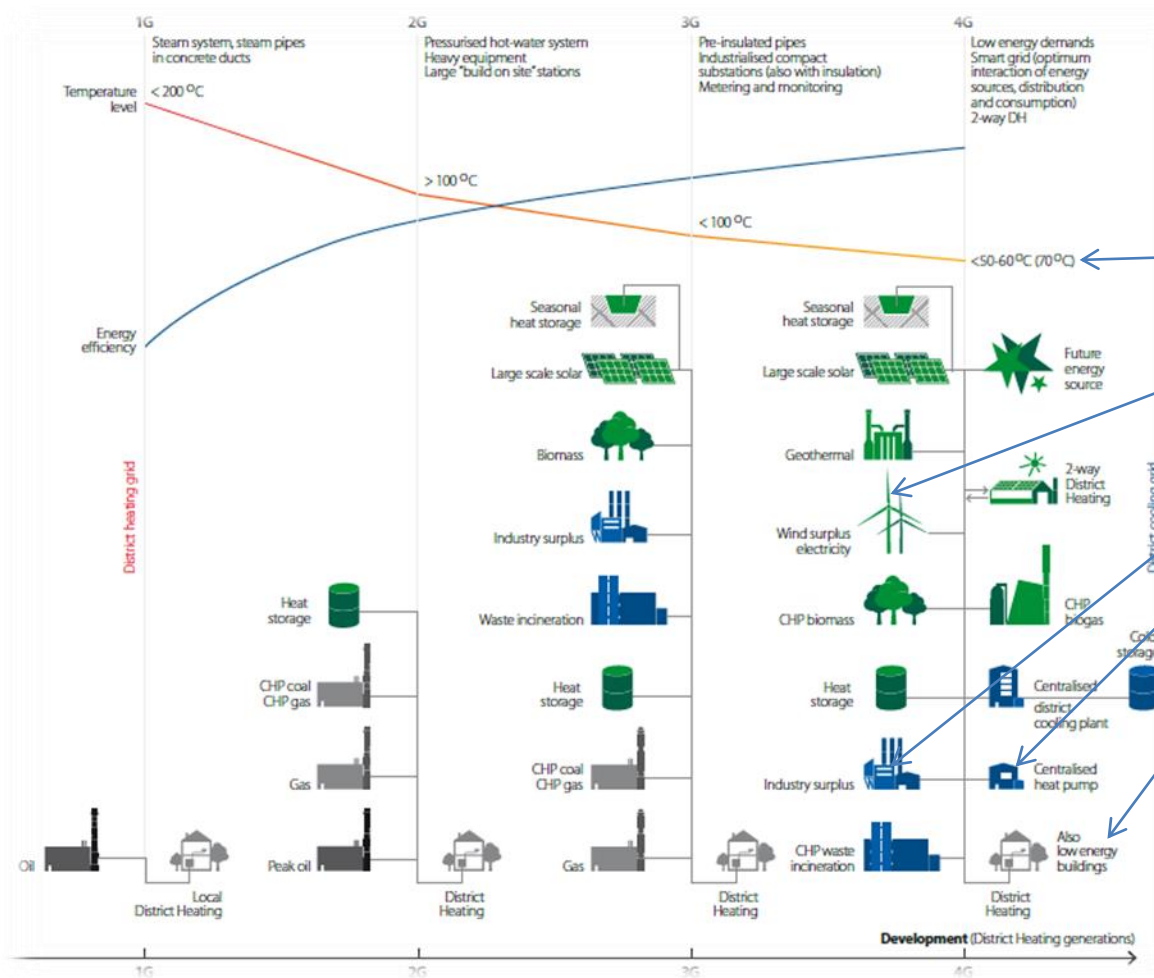 1G
2G
3G
4G
Steam system, steam pipes
in concrete ducts
Pressurised hot-water system
Heavy equipment
Large "build on site" stations
Pre-insulated pipes
Industrialised compact
substations (also with insulation)
Metering and monitoring
Low energy demands
Smart grid (optimum
interaction of energy
sources, distribution
and consumption)
2-way DH
Temperature
level
< 200 °C
> 100 °C
< 100 °C
<50-60 °C (70°C)
Energy
efficiency
District heating grid
Seasonal
heat storage
Large scale solar
Biomass
Industry surplus
Waste incineration
Heat
storage
CHP coal
CHP gas
Gas
Seasonal
heat storage
Large scale solar
Geothermal
Wind surplus
electricity
CHP biomass
Heat
storage
Industry surplus
CHP waste
incineration
Future
energy
source
2-way
District
Heating
CHP
biogas
Centralised
district
cooling plant
Centralised
heat pump
Also
low energy
buildings
District cooling grid
Cold
storage
Heat
storage
CHP coal
CHP gas
Gas
Peak oil
Oil
Local
District Heating
District
Heating
District
Heating
District
Heating
Development (District Heating generations)
1G
2G
3G
4G